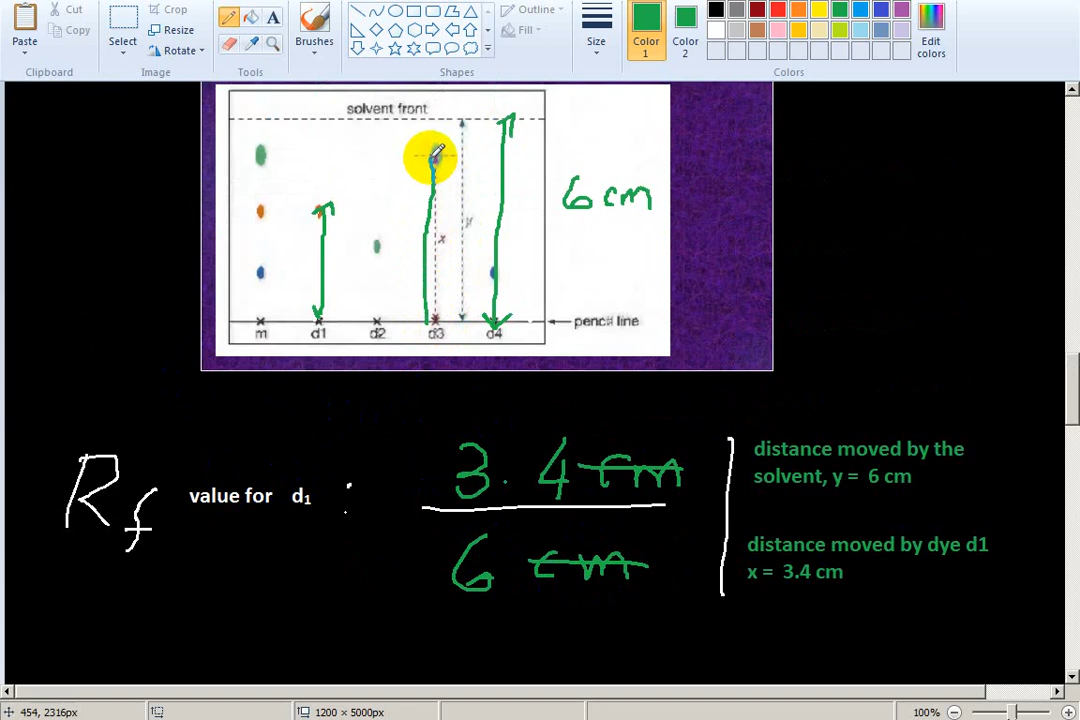 Cut
Crop
Outline
Copy
Resize
Fill
Paste
Select
Rotate
Brushes
Size
Color
1
Color
2
Edit
colors
Clipboard
Image
Tools
Shapes
Colors
solvent front
6 cm
y
x
pencil line
m d1 d2 d3 d4
Rf value for d1 : 3.4 cm
6 cm
distance moved by the
solvent, y = 6 cm
distance moved by dye d1
x = 3.4 cm
454, 2316px
1200 × 5000px
100%